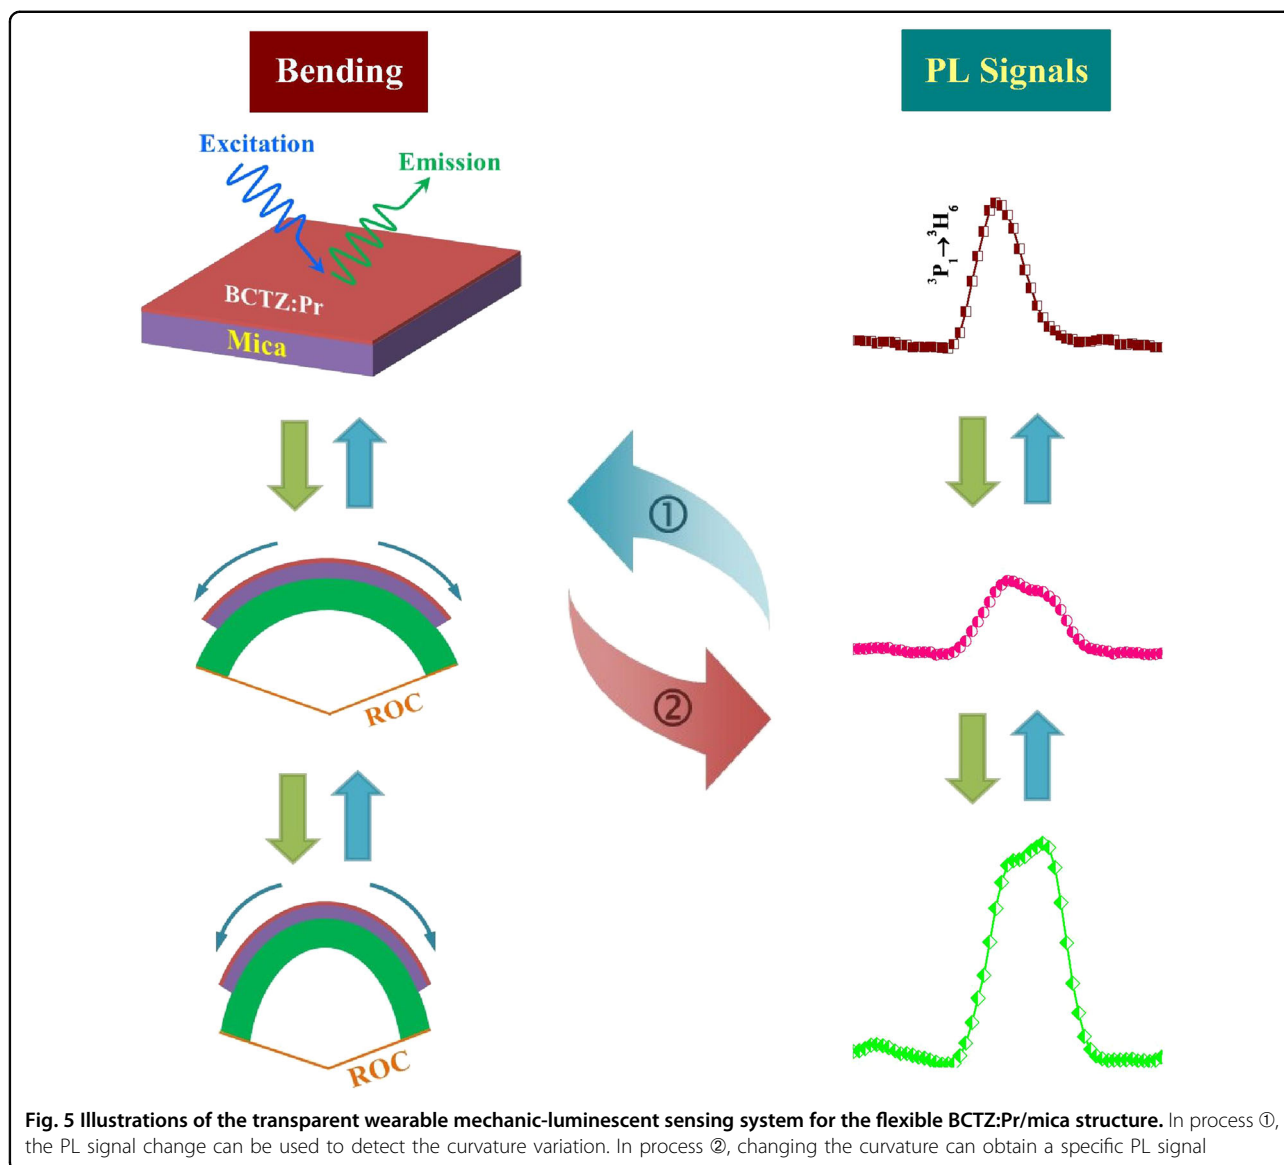 Bending
PL Signals
Excitation
Emission
BCTZ:Pr
Mica
³P₁→³H₆
①
②
ROC
ROC
Fig. 5 Illustrations of the transparent wearable mechanic-luminescent sensing system for the flexible BCTZ:Pr/mica structure. In process ①,
the PL signal change can be used to detect the curvature variation. In process ②, changing the curvature can obtain a specific PL signal